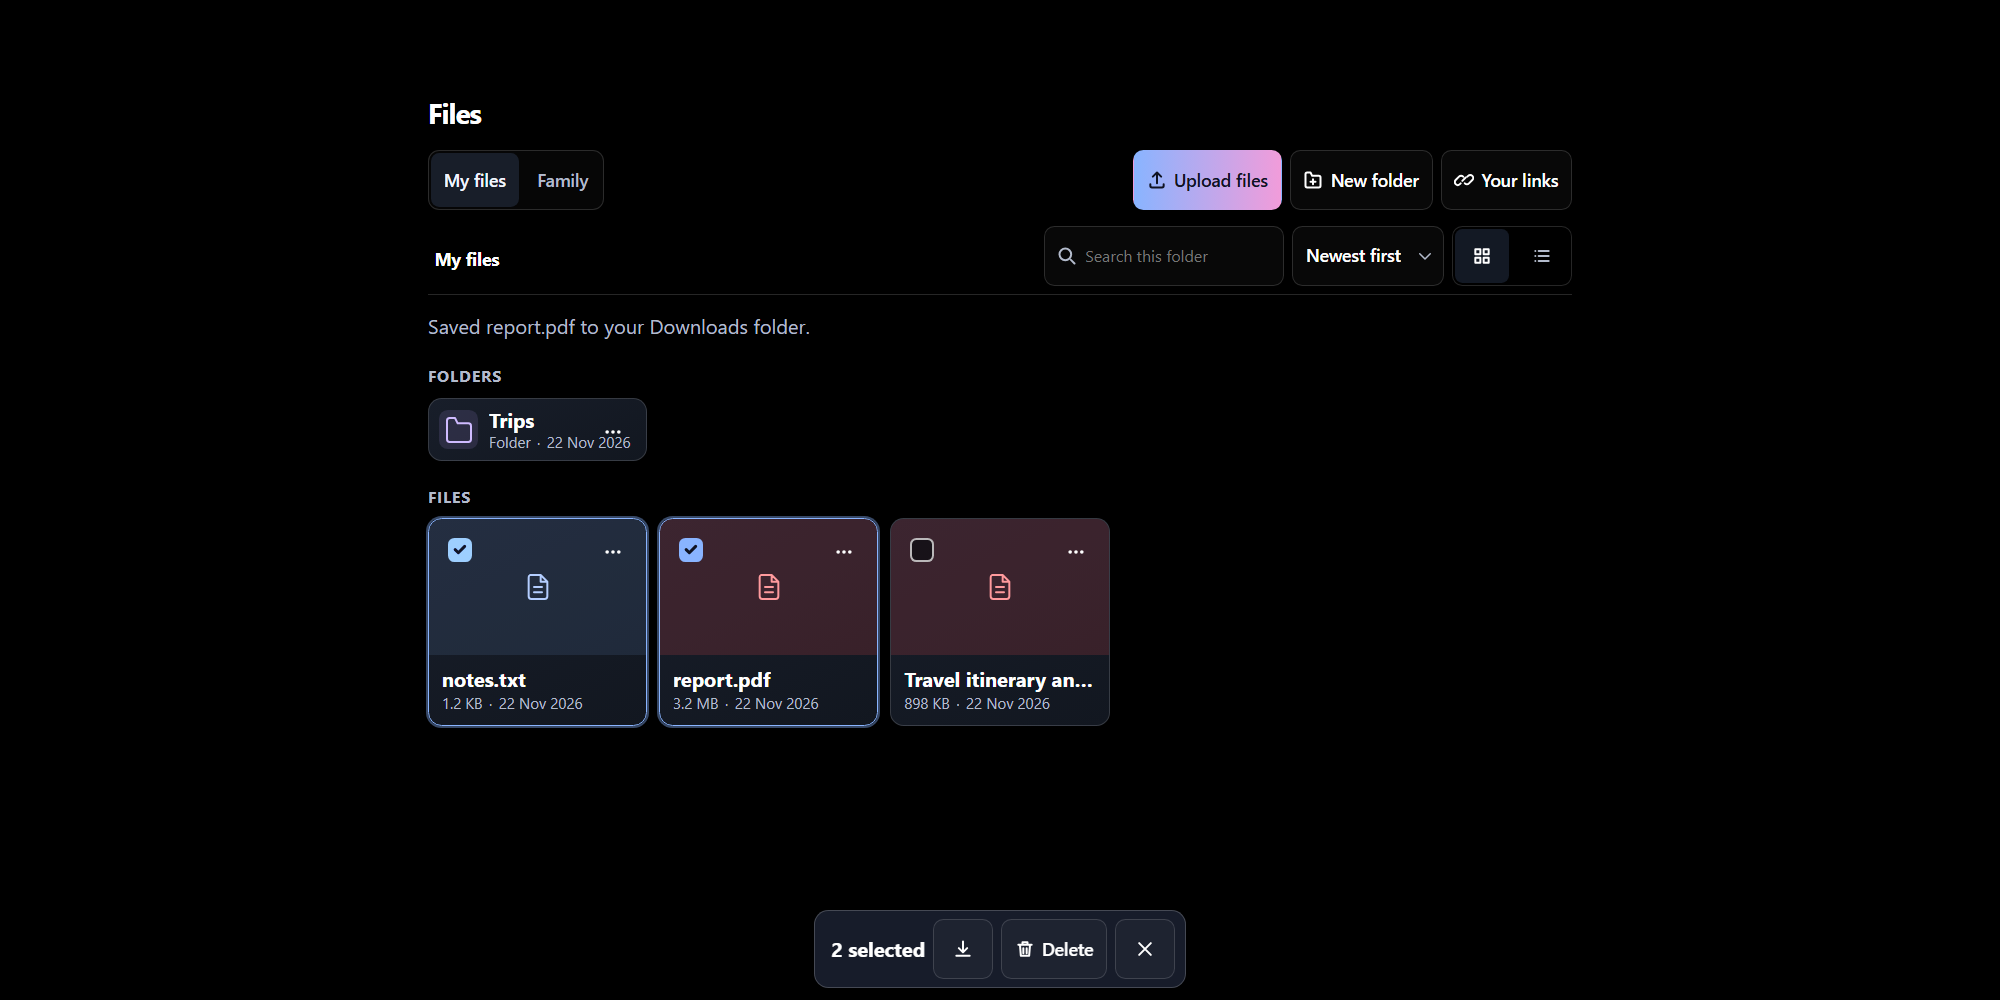 Files
My files
Family
Upload files
New folder
Your links
My files
Search this folder
Newest first
Saved report.pdf to your Downloads folder.
FOLDERS
Trips
Folder · 22 Nov 2026
FILES
notes.txt
1.2 KB · 22 Nov 2026
report.pdf
3.2 MB · 22 Nov 2026
Travel itinerary an...
898 KB · 22 Nov 2026
2 selected
Delete